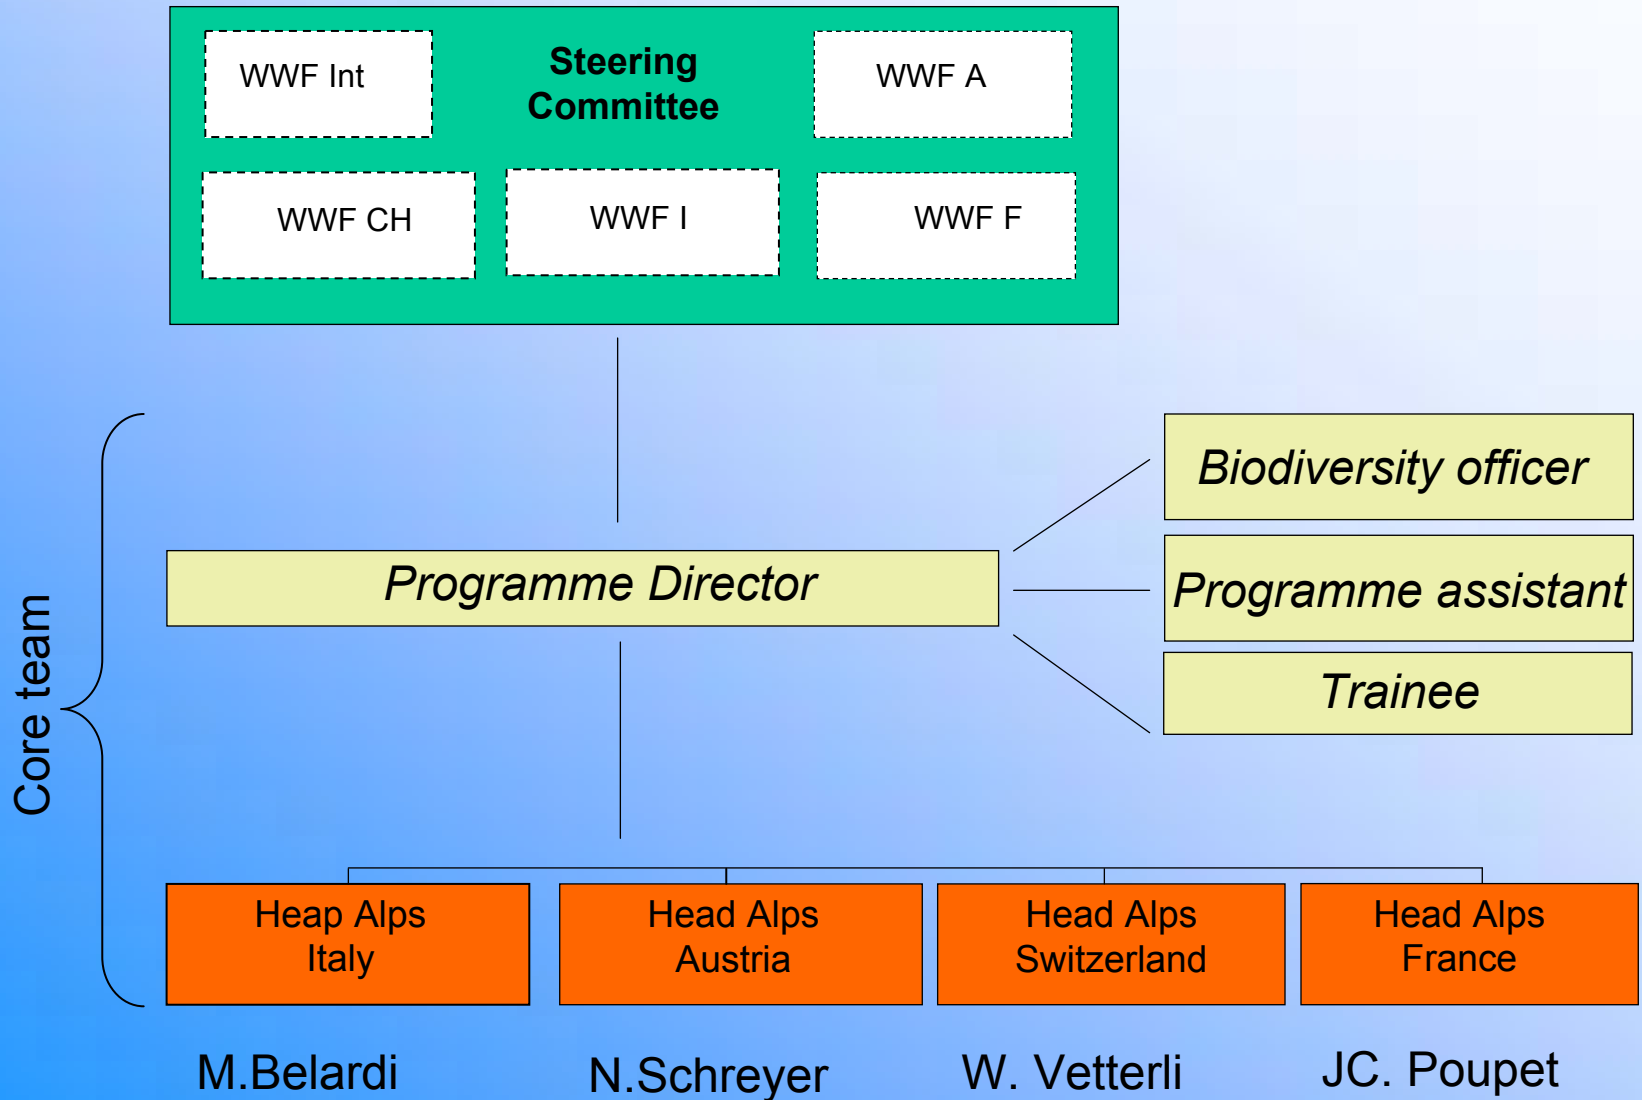 WWF Int
Steering
Committee
WWF A
WWF CH
WWF I
WWF F
Core team
Biodiversity officer
Programme Director
Programme assistant
Trainee
Heap Alps
Italy
Head Alps
Austria
Head Alps
Switzerland
Head Alps
France
M.Belardi
N.Schreyer
W. Vetterli
JC. Poupet